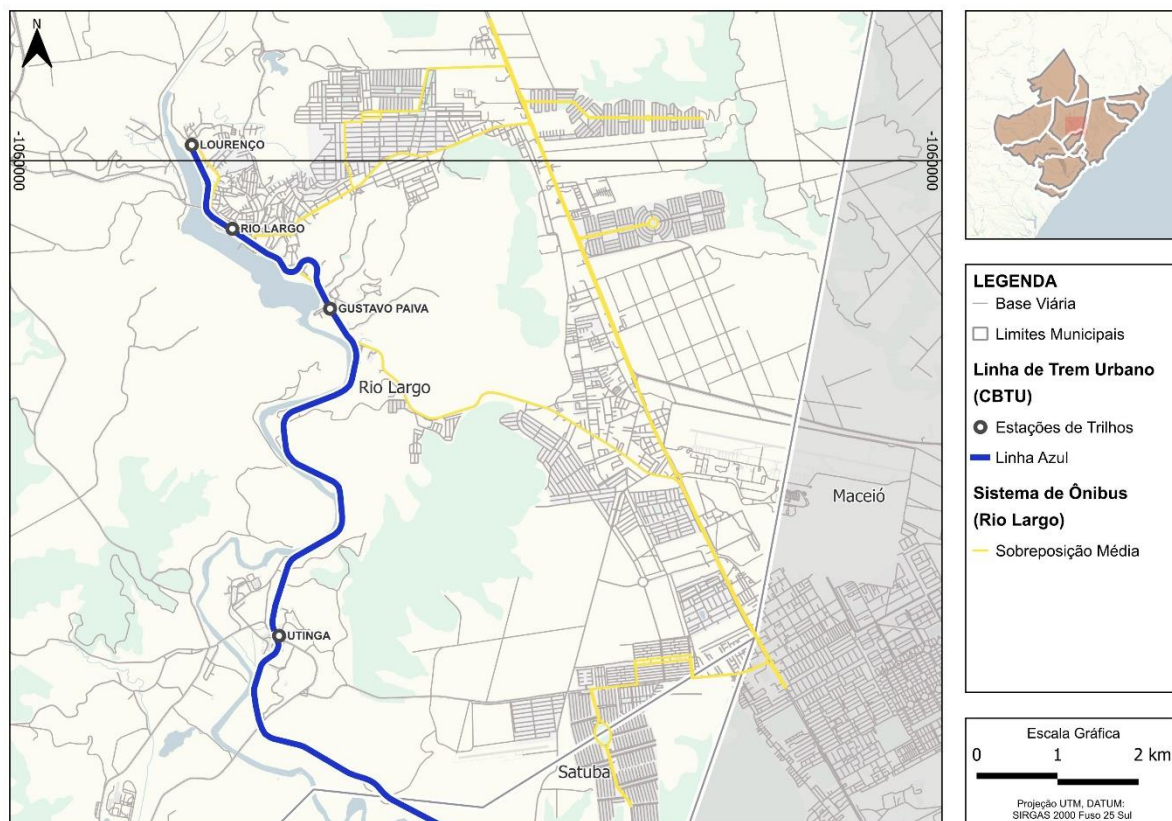 N
-1060000
-1060000
LOURENÇO
RIO LARGO
GUSTAVO PAIVA
Rio Largo
Maceió
UTINGA
Satuba
LEGENDA
Base Viária
Limites Municipais
Linha de Trem Urbano
(CBTU)
Estações de Trilhos
Linha Azul
Sistema de Ônibus
(Rio Largo)
Sobreposição Média
Escala Gráfica
0 1 2 km
Projeção UTM, DATUM:
SIRGAS 2000 Fuso 25 Sul